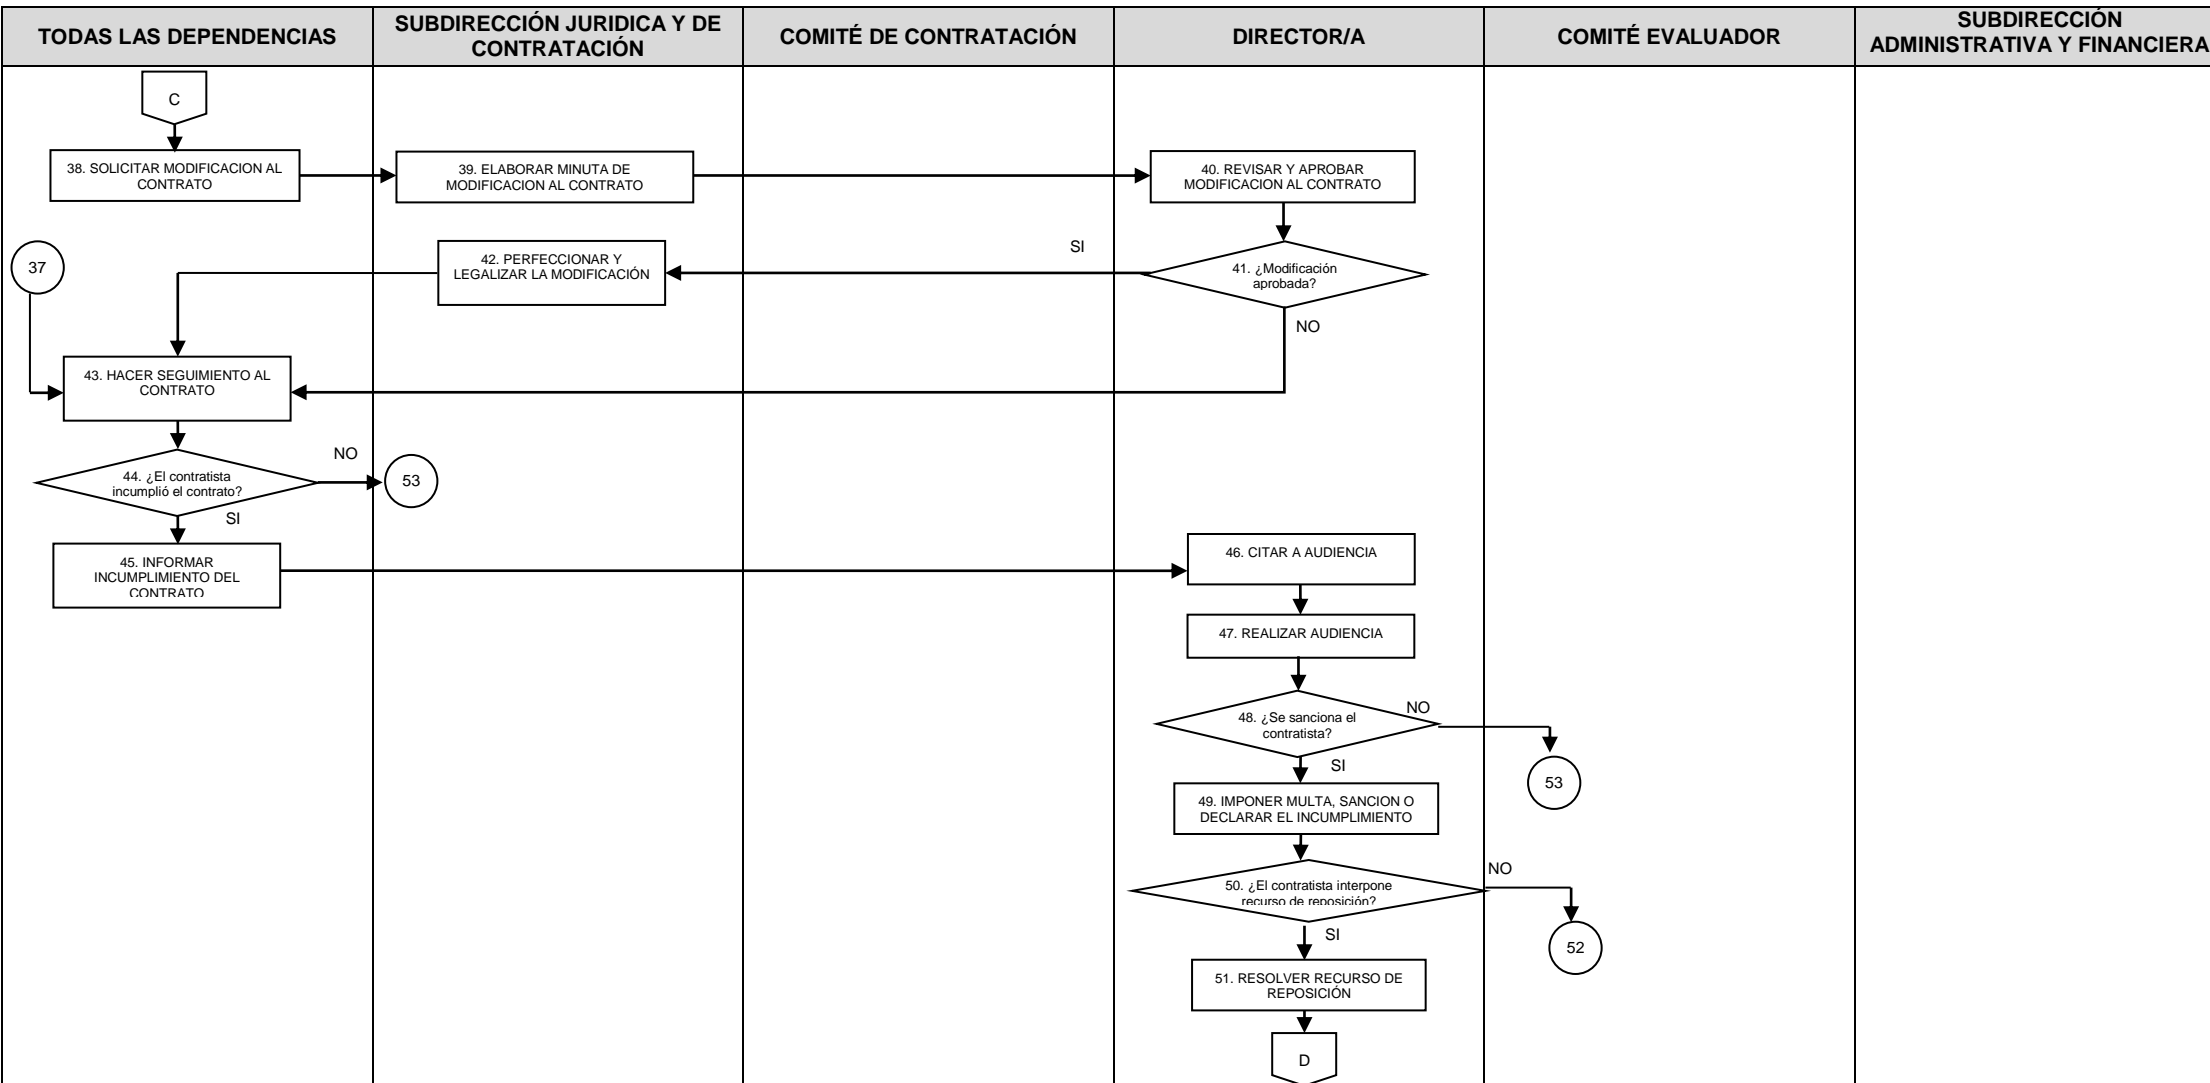 TODAS LAS DEPENDENCIAS
SUBDIRECCIÓN JURIDICA Y DE
CONTRATACIÓN
COMITÉ DE CONTRATACIÓN
DIRECTOR/A
COMITÉ EVALUADOR
SUBDIRECCIÓN
ADMINISTRATIVA Y FINANCIERA
C
38. SOLICITAR MODIFICACION AL
CONTRATO
39. ELABORAR MINUTA DE
MODIFICACION AL CONTRATO
40. REVISAR Y APROBAR
MODIFICACION AL CONTRATO
37
42. PERFECCIONAR Y
LEGALIZAR LA MODIFICACIÓN
SI
41. ¿Modificación
aprobada?
NO
43. HACER SEGUIMIENTO AL
CONTRATO
44. ¿El contratista
incumplió el contrato?
NO
53
SI
45. INFORMAR
INCUMPLIMIENTO DEL
CONTRATO
46. CITAR A AUDIENCIA
47. REALIZAR AUDIENCIA
48. ¿Se sanciona el
contratista?
NO
53
SI
49. IMPONER MULTA, SANCION O
DECLARAR EL INCUMPLIMIENTO
50. ¿El contratista interpone
recurso de reposición?
NO
52
SI
51. RESOLVER RECURSO DE
REPOSICIÓN
D